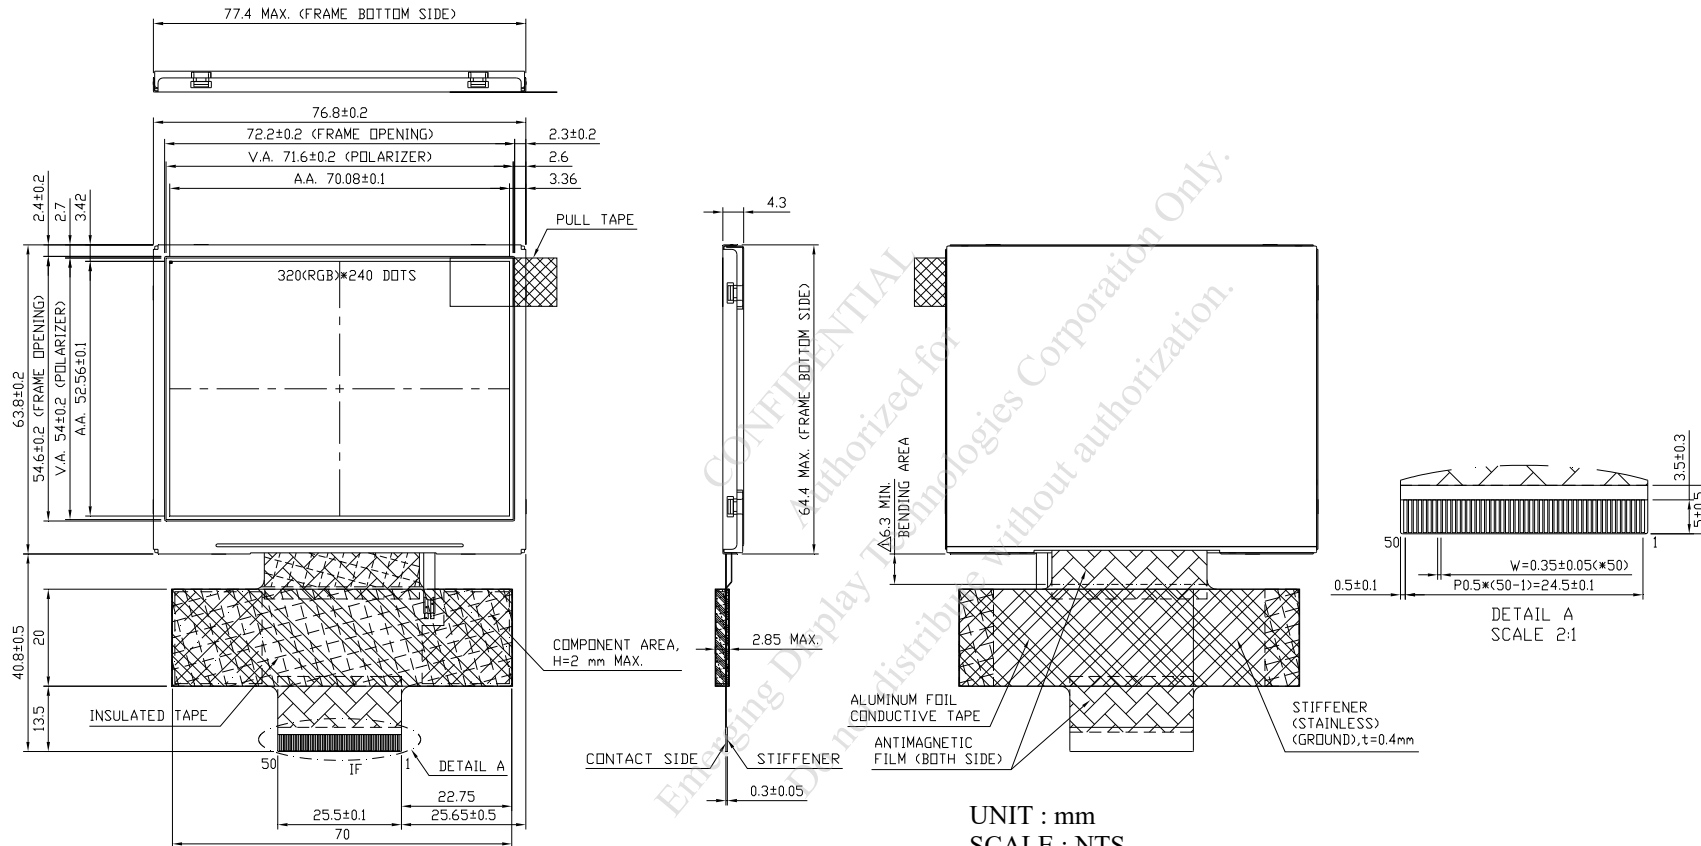 77.4 MAX. (FRAME BOTTOM SIDE)
76.8±0.2
72.2±0.2 (FRAME OPENING)
2.3±0.2
V.A. 71.6±0.2 (POLARIZER)
2.6
A.A. 70.08±0.1
3.36
2.4±0.2
2.7
3.42
PULL TAPE
320(RGB)*240 DOTS
63.8±0.2
54.6±0.2 (FRAME OPENING)
V.A. 54±0.2 (POLARIZER)
A.A. 52.56±0.1
40.8±0.5
20
13.5
COMPONENT AREA,
H=2 mm MAX.
INSULATED TAPE
50
IF
1
DETAIL A
22.75
25.5±0.1
25.65±0.5
70
4.3
64.4 MAX. (FRAME BOTTOM SIDE)
2.85 MAX.
CONTACT SIDE
STIFFENER
0.3±0.05
6.3 MIN.
BENDING AREA
ALUMINUM FOIL
CONDUCTIVE TAPE
ANTIMAGNETIC
FILM (BOTH SIDE)
STIFFENER
(STAINLESS)
(GROUND),t=0.4mm
3.5±0.3
5±0.5
50
1
W=0.35±0.05(*50)
0.5±0.1
P0.5*(50-1)=24.5±0.1
DETAIL A
SCALE 2:1
CONFIDENTIAL
Authorized for
Emerging Display Technologies Corporation Only.
Do not distribute without authorization.
UNIT : mm
SCALE : NTS